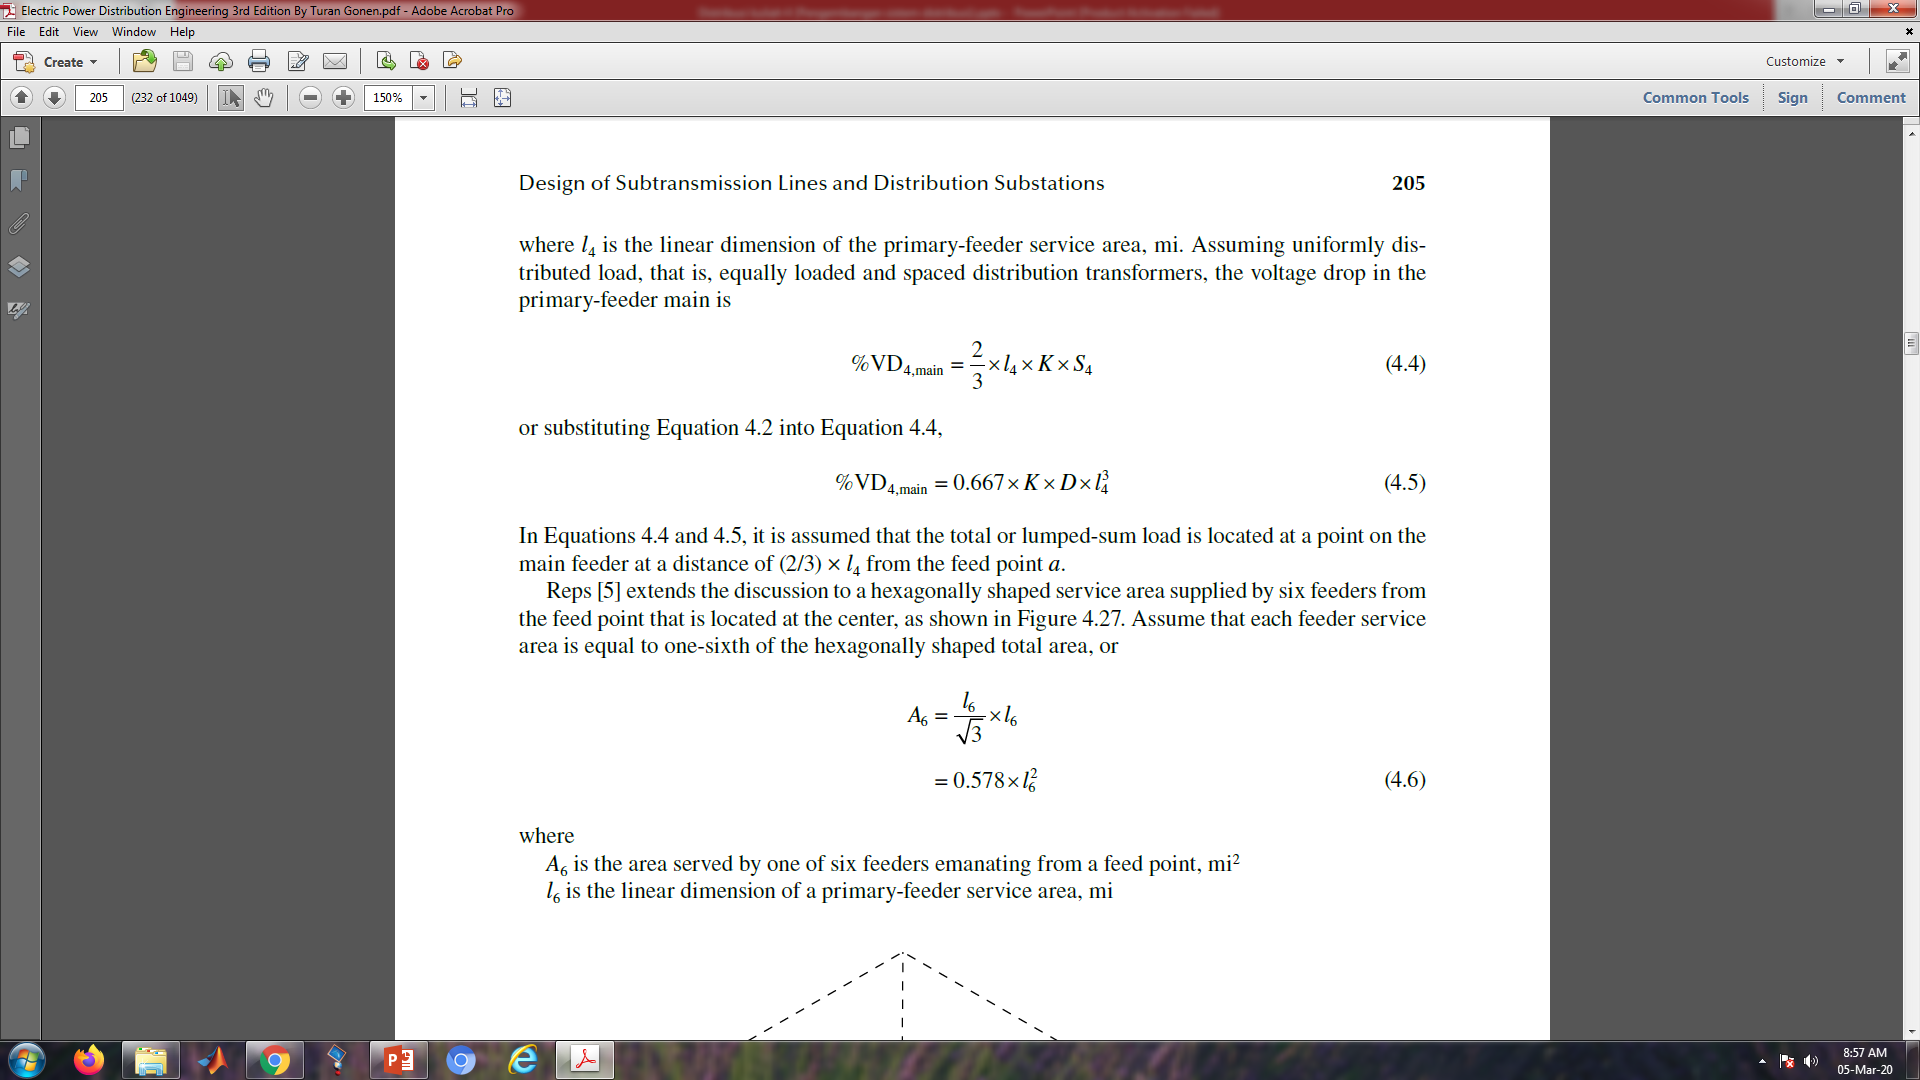 Electric Power Distribution Engineering 3rd Edition By Turan Gonen.pdf - Adobe Acrobat Pro
File Edit View Window Help
Create
Customize
205 (232 of 1049) 150% Common Tools Sign Comment
Design of Subtransmission Lines and Distribution Substations 205
where l₄ is the linear dimension of the primary-feeder service area, mi. Assuming uniformly dis-
tributed load, that is, equally loaded and spaced distribution transformers, the voltage drop in the
primary-feeder main is
%VD₄,main = 2/3 × l₄ × K × S₄ (4.4)
or substituting Equation 4.2 into Equation 4.4,
%VD₄,main = 0.667 × K × D × l₄³ (4.5)
In Equations 4.4 and 4.5, it is assumed that the total or lumped-sum load is located at a point on the
main feeder at a distance of (2/3) × l₄ from the feed point a.
Reps [5] extends the discussion to a hexagonally shaped service area supplied by six feeders from
the feed point that is located at the center, as shown in Figure 4.27. Assume that each feeder service
area is equal to one-sixth of the hexagonally shaped total area, or
A₆ = l₆/√3 × l₆
= 0.578 × l₆² (4.6)
where
A₆ is the area served by one of six feeders emanating from a feed point, mi²
l₆ is the linear dimension of a primary-feeder service area, mi
8:57 AM
05-Mar-20